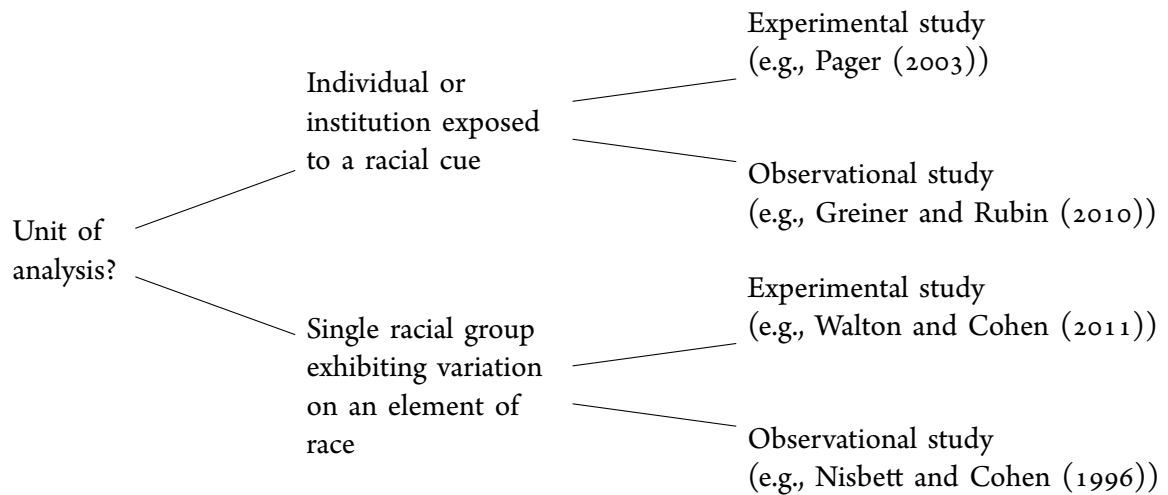 Unit of
analysis?
Individual or
institution exposed
to a racial cue
Experimental study
(e.g., Pager (2003))
Observational study
(e.g., Greiner and Rubin (2010))
Single racial group
exhibiting variation
on an element of
race
Experimental study
(e.g., Walton and Cohen (2011))
Observational study
(e.g., Nisbett and Cohen (1996))